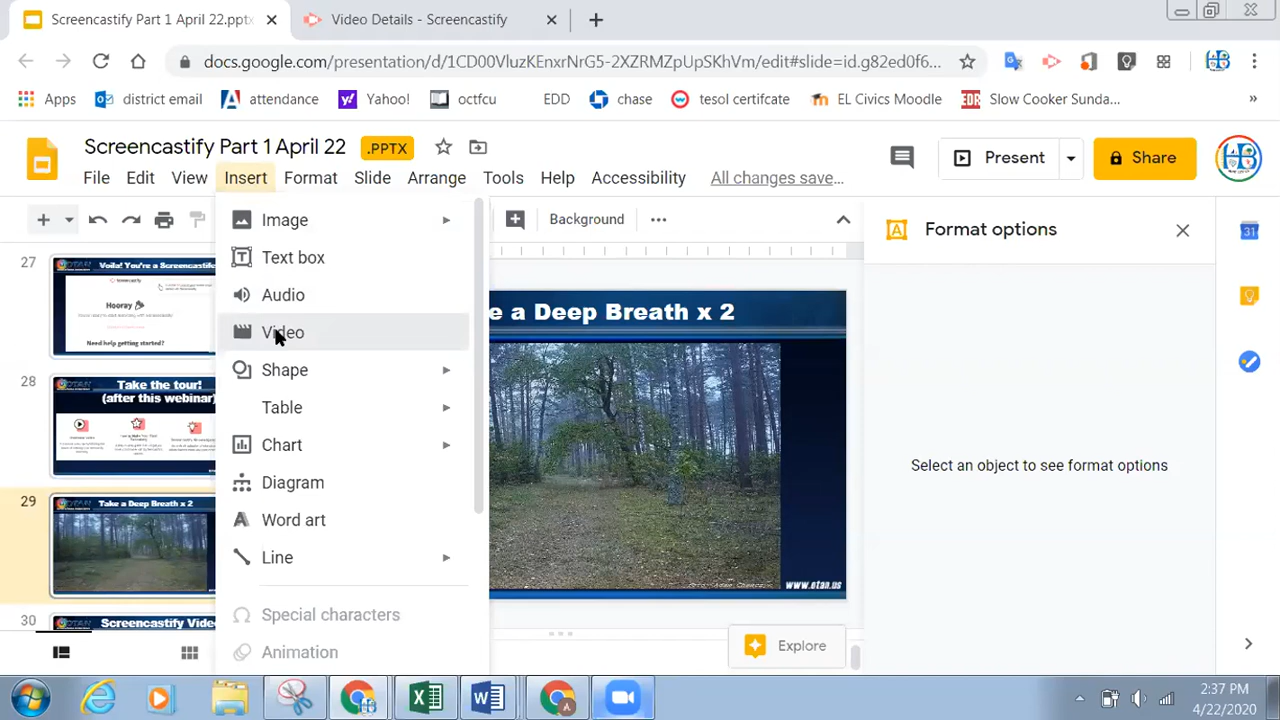 Screencastify Part 1 April 22.pptx
Video Details - Screencastify
docs.google.com/presentation/d/1CD00VluzKEnxrNrG5-2XZRMZpUpSKhVm/edit#slide=id.g82ed0f6...
Apps district email attendance Yahoo octfcu EDD chase tesol certifcate EL Civics Moodle Slow Cooker Sunda...
Screencastify Part 1 April 22 .PPTX
Present
Share
File Edit View Insert Format Slide Arrange Tools Help Accessibility All changes save...
Background
Format options
Image
Text box
Audio
Video
Shape
Table
Chart
Diagram
Word art
Line
Special characters
Animation
27
Voila! You're a Screencastif
Hooray
Need help getting started?
28
Take the tour!
(after this webinar)
29
Take a Deep Breath x 2
30
Screencastify Vide
e a Deep Breath x 2
www.otan.us
Select an object to see format options
Explore
2:37 PM
4/22/2020